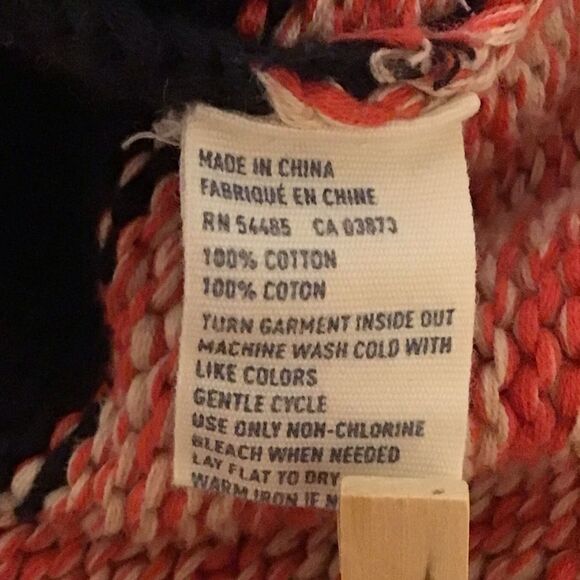 MADE IN CHINA
FABRIQUÉ EN CHINE
RN 54485 CA 03873
100% COTTON
100% COTON
TURN GARMENT INSIDE OUT
MACHINE WASH COLD WITH
LIKE COLORS
GENTLE CYCLE
USE ONLY NON-CHLORINE
BLEACH WHEN NEEDED
LAY FLAT TO DRY
WARM IRON IF